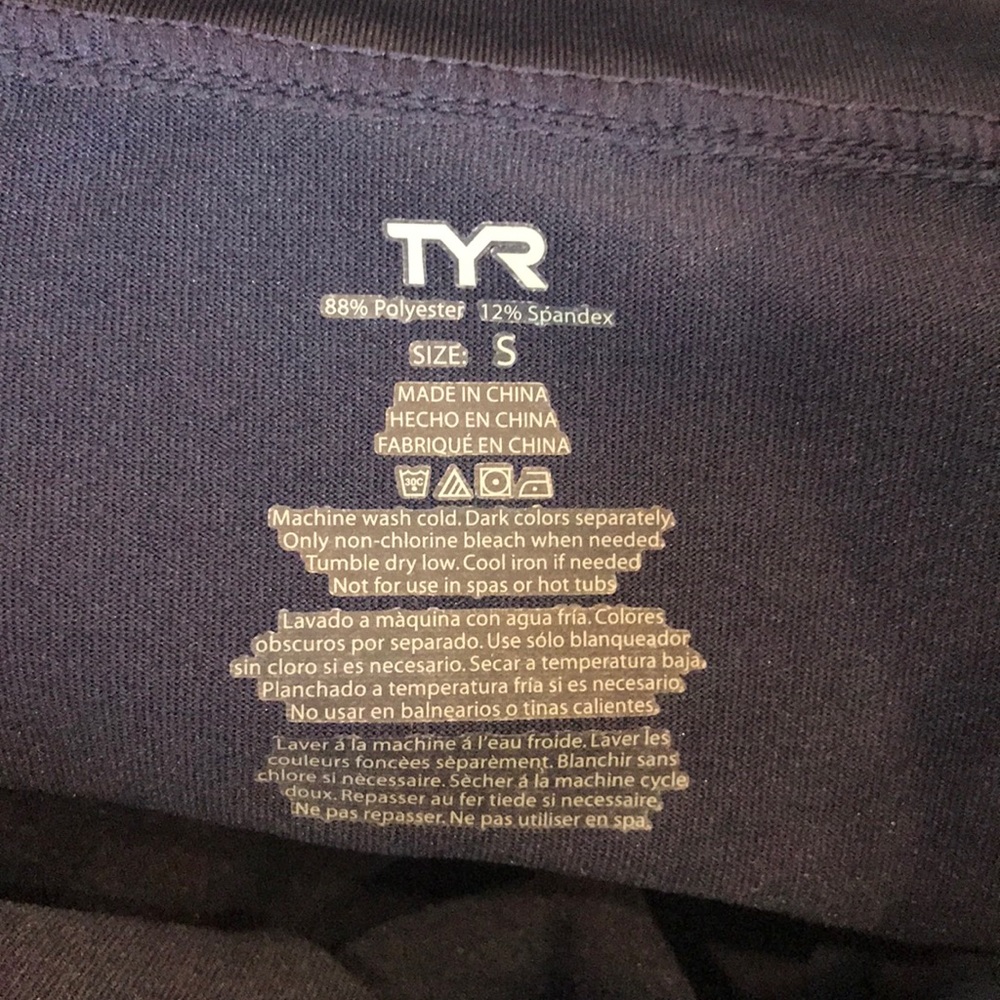 TYR
88% Polyester 12% Spandex
SIZE: S
MADE IN CHINA
HECHO EN CHINA
FABRIQUÉ EN CHINA
30C
Machine wash cold. Dark colors separately.
Only non-chlorine bleach when needed.
Tumble dry low. Cool iron if needed
Not for use in spas or hot tubs
Lavado a màquina con agua fría. Colores
obscuros por separado. Use sólo blanqueador
sin cloro si es necesario. Secar a temperatura baja.
Planchado a temperatura fría si es necesario.
No usar en balnearios o tinas calientes.
Laver á la machine á l'eau froide. Laver les
couleurs foncèes sèparèment. Blanchir sans
chlore si nècessaire. Sècher á la machine cycle
doux. Repasser au fer tiede si necessaire.
Ne pas repasser. Ne pas utiliser en spa.